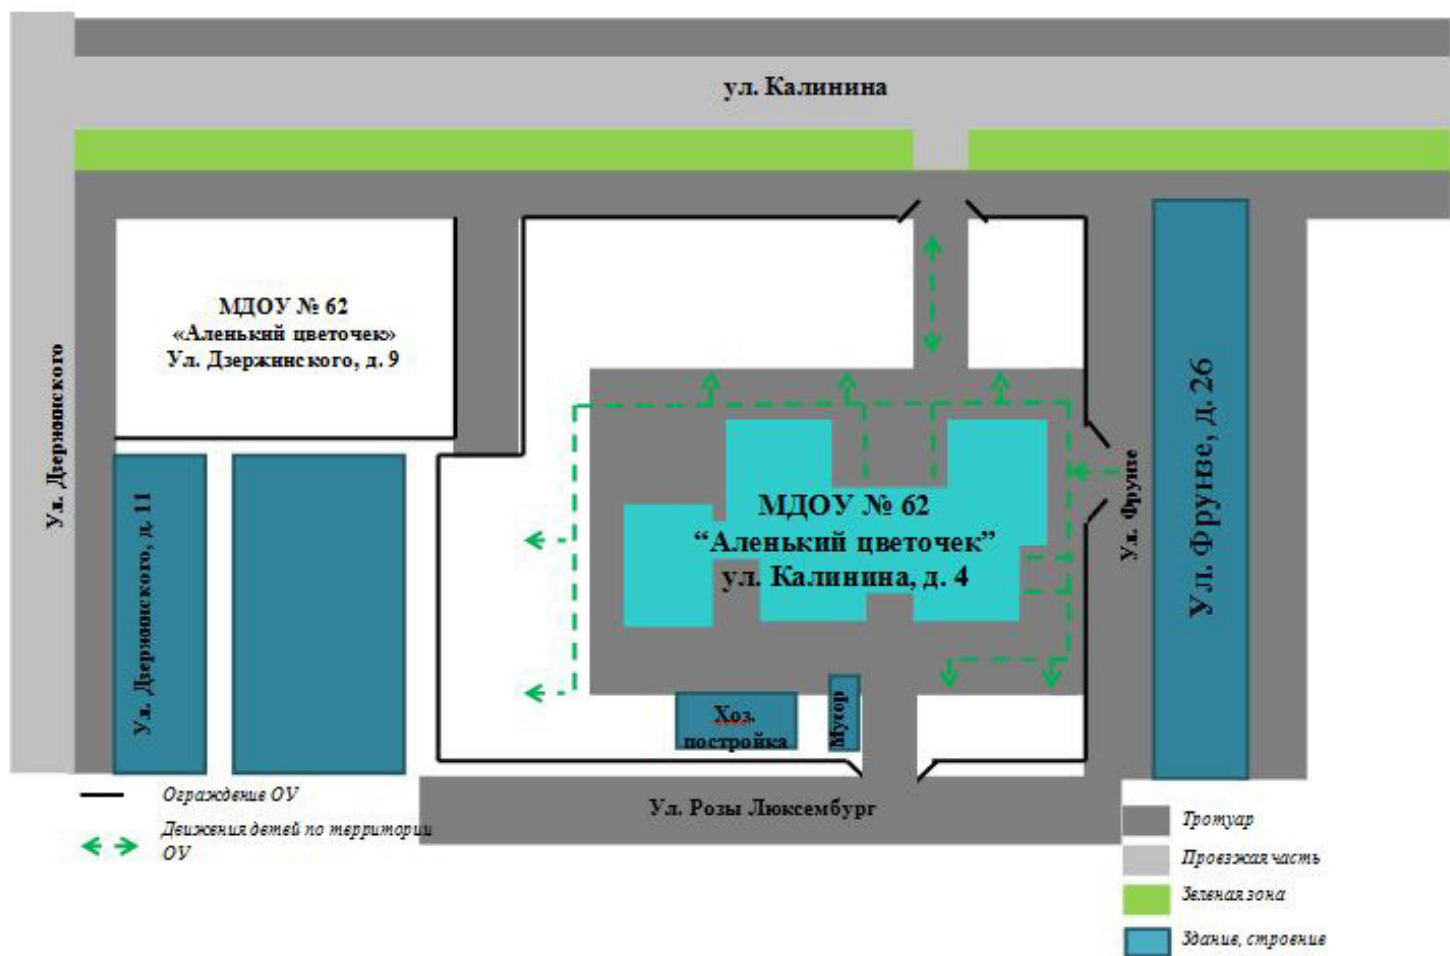 ул. Калинина
МДОУ № 62
«Аленький цветочек»
Ул. Дзержинского, д. 9
Ул. Дзержинского
Ул. Дзержинского, д. 11
МДОУ № 62
“Аленький цветочек”
ул. Калинина, д. 4
Ул. Фрунзе
Ул. Фрунзе, д. 26
Хоз.
постройка
Мусор
Ул. Розы Люксембург
Ограждение ОУ
Движения детей по территории
ОУ
Тротуар
Проезжая часть
Зеленая зона
Здание, строение